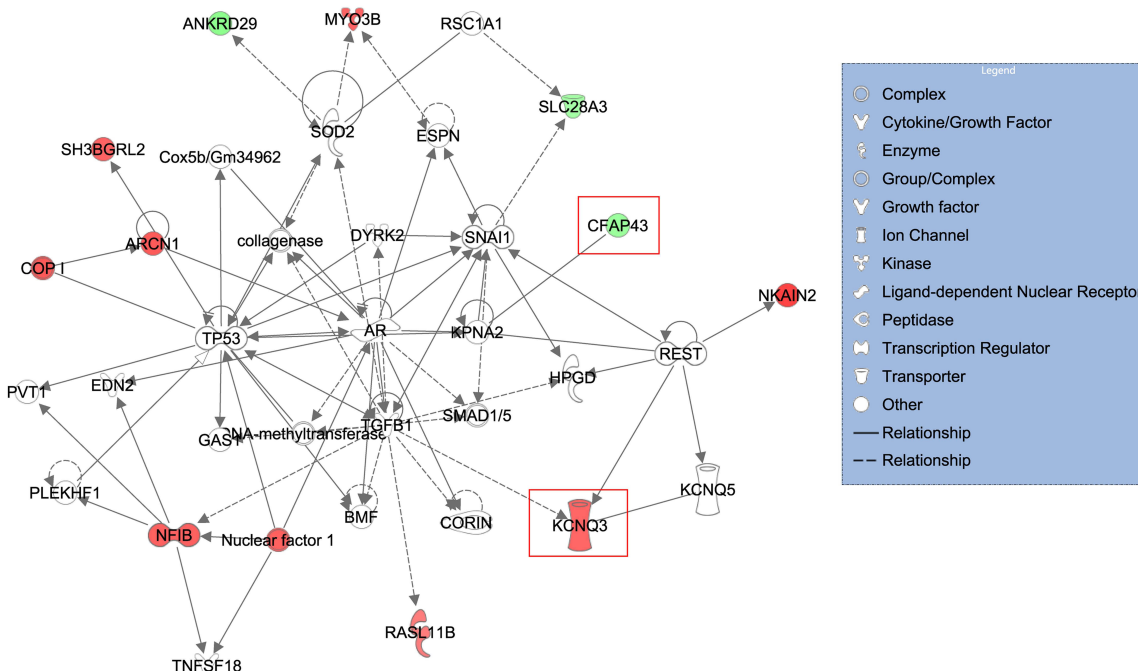 ANKRD29
MYO3B
RSC1A1
SLC28A3
SOD2
ESPN
SH3BGRL2
Cox5b/Gm34962
CFAP43
ARCN1
collagenase
DYRK2
SNAI1
COP I
NKAIN2
TP53
AR
KPNA2
REST
PVT1
EDN2
HPGD
GAS1
NA-methyltransferase
TGFB1
SMAD1/5
PLEKHF1
KCNQ5
BMF
CORIN
KCNQ3
NFIB
Nuclear factor 1
RASL11B
TNFSF18
Legend
Complex
Cytokine/Growth Factor
Enzyme
Group/Complex
Growth factor
Ion Channel
Kinase
Ligand-dependent Nuclear Receptor
Peptidase
Transcription Regulator
Transporter
Other
Relationship
Relationship